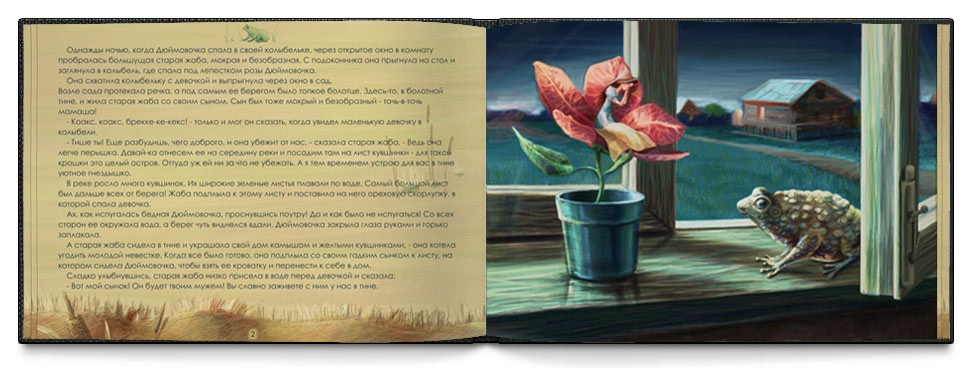 Однажды ночью, когда Дюймовочка спала в своей колыбельке, через открытое окно в комнату
пробралась большущая старая жаба, мокрая и безобразная. С подоконника она прыгнула на стол и
заглянула в колыбель, где спала под лепестком розы Дюймовочка.
Она схватила колыбельку с девочкой и выпрыгнула через окно в сад.
Возле сада протекала речка, а под самым ее берегом было топкое болотце. Здесь-то, в болотной
тине, и жила старая жаба со своим сыном. Сын был тоже мокрый и безобразный - точь-в-точь
мамаша!
- Коакс, коакс, брекке-ке-кекс! - только и мог он сказать, когда увидел маленькую девочку в
колыбели.
- Тише ты! Еще разбудишь, чего доброго, и она убежит от нас, - сказала старая жаба. - Ведь она
легче перышка. Давай-ка отнесем ее на середину реки и посадим там на лист кувшинки - для такой
крошки это целый остров. Оттуда уж ей ни за что не убежать. А я тем временем устрою для вас в тине
уютное гнездышко.
В реке росло много кувшинок. Их широкие зеленые листья плавали по воде. Самый большой лист
был дальше всех от берега! Жаба подплыла к этому листу и поставила на него ореховую скорлупку, в
которой спала девочка.
Ах, как испугалась бедная Дюймовочка, проснувшись поутру! Да и как было не испугаться! Со всех
сторон ее окружала вода, а берег чуть виднелся вдали. Дюймовочка закрыла глаза руками и горько
заплакала.
А старая жаба сидела в тине и украшала свой дом камышом и желтыми кувшинками, - она хотела
угодить молодой невестке. Когда все было готово, она подплыла со своим гадким сынком к листу, на
котором сидела Дюймовочка, чтобы взять ее кроватку и перенести к себе в дом.
Сладко улыбнувшись, старая жаба низко присела в воде перед девочкой и сказала:
- Вот мой сынок! Он будет твоим мужем! Вы славно заживете с ним у нас в тине.
2